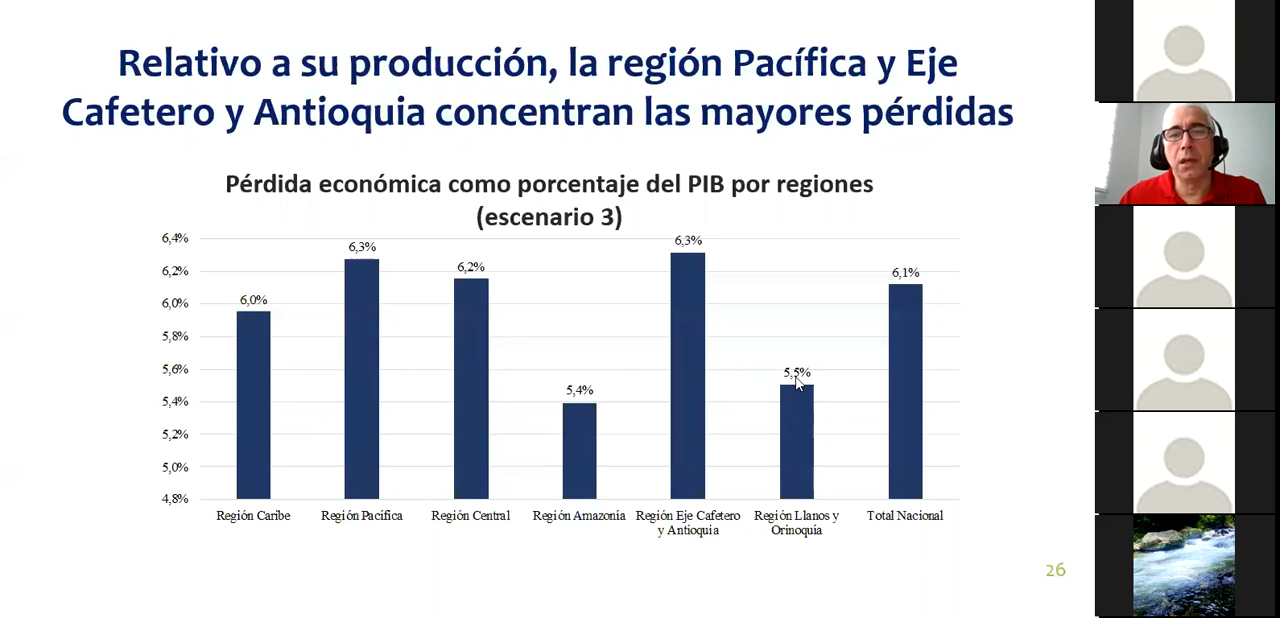 Relativo a su producción, la región Pacífica y Eje
Cafetero y Antioquia concentran las mayores pérdidas
Pérdida económica como porcentaje del PIB por regiones
(escenario 3)
6,4%
6,2%
6,0%
5,8%
5,6%
5,4%
5,2%
5,0%
4,8%
6,0%
6,3%
6,2%
5,4%
6,3%
5,5%
6,1%
Región Caribe
Región Pacífica
Región Central
Región Amazonía
Región Eje Cafetero
y Antioquia
Región Llanos y
Orinoquía
Total Nacional
26